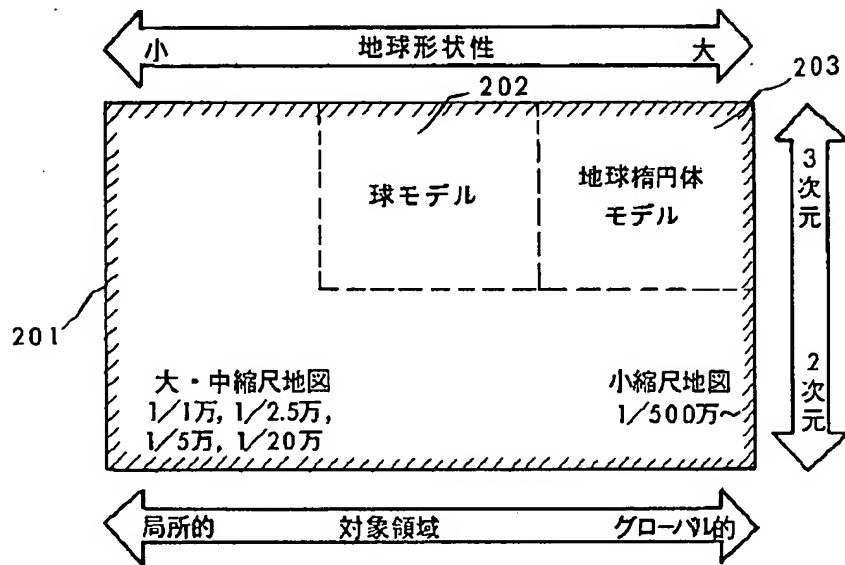 小 地球形状性 大
202
203
球モデル
地球楕円体
モデル
3次元
201
2次元
大・中縮尺地図
1/1万, 1/2.5万,
1/5万, 1/20万
小縮尺地図
1/500万~
局所的 対象領域 グローバル的